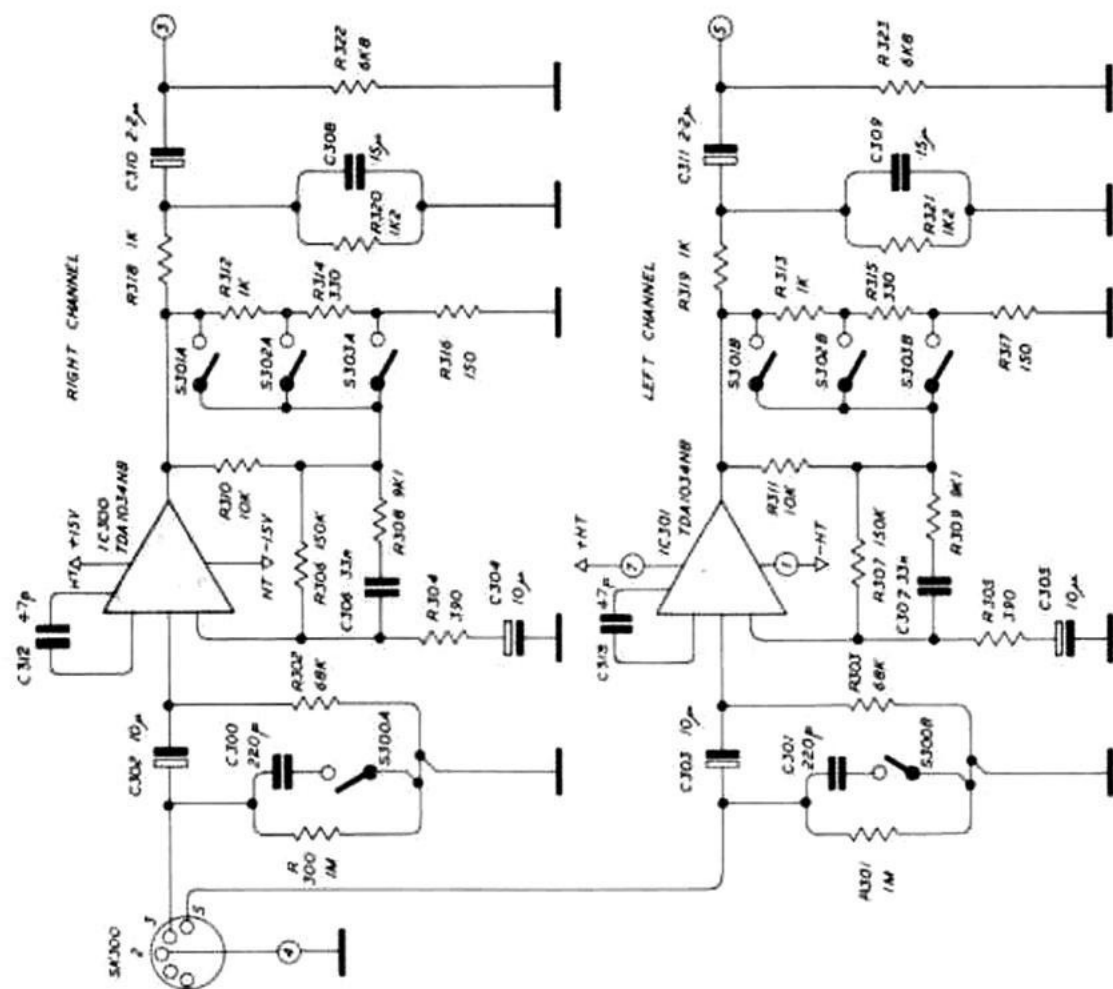 SK300
2
3
5
4
R
300
1M
C302 10µ
C300
220p
S300A
R302
68K
C312 47p
HT +15V
IC300
TDA1034NB
HT -15V
R310
10K
R306 150K
C306 33n
R308 9K1
R304
390
C304
10µ
RIGHT CHANNEL
S301A
S302A
S303A
R312
1K
R314
330
R316
150
R318 1K
C310 2·2µ
C308
15µ
R320
1K2
R322
6K8
3
R301
1M
C303 10µ
C301
220p
S300B
R303
68K
C313 47p
+HT
7
IC301
TDA1034NB
1
-HT
R311
10K
R307 150K
C307 33n
R309 9K1
R305
390
C305
10µ
LEFT CHANNEL
S301B
S302B
S303B
R313
1K
R315
330
R317
150
R319 1K
C311 2·2µ
C309
15µ
R321
1K2
R323
6K8
5